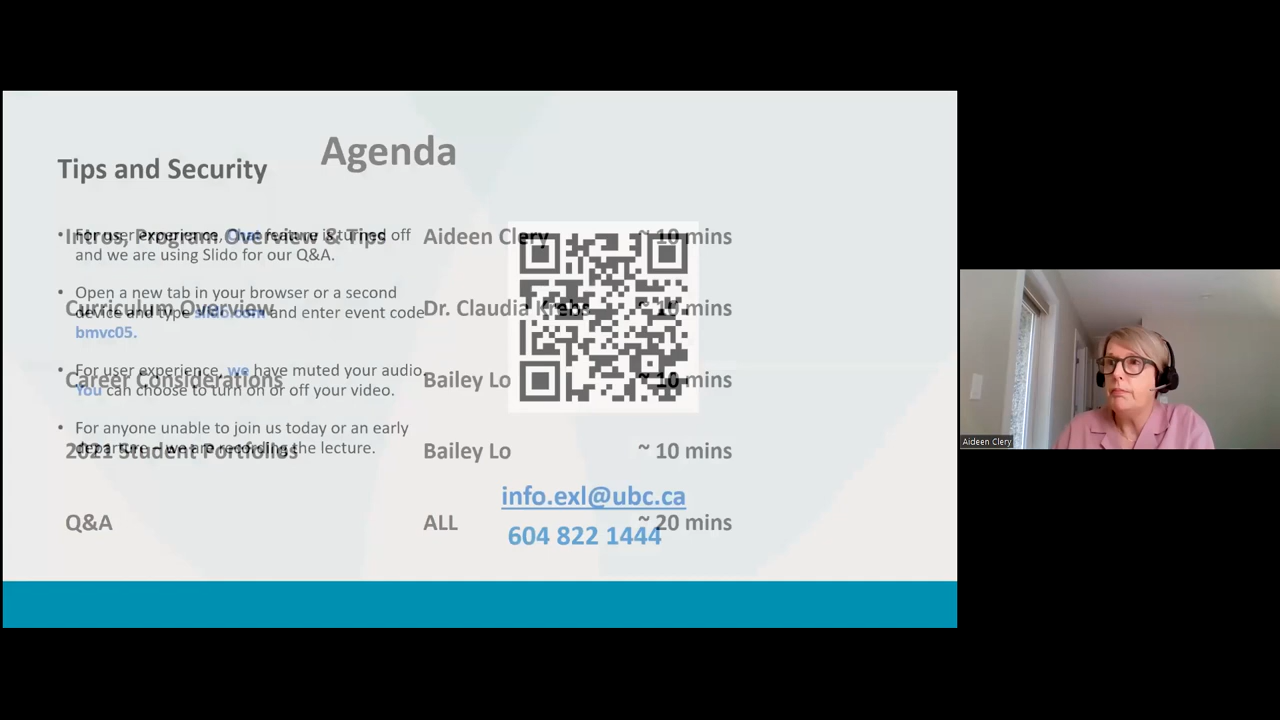 Agenda
Tips and Security
Intros, Program Overview & Tips Aideen Clery ~ 10 mins
• For user experience, Chat feature is turned off
and we are using Slido for our Q&A.
• Open a new tab in your browser or a second
Curriculum Overview Dr. Claudia Krebs ~ 10 mins
device and type slido.com and enter event code
bmvc05.
• For user experience, we have muted your audio.
Career Considerations Bailey Lo ~ 10 mins
You can choose to turn on or off your video.
• For anyone unable to join us today or an early
departure – we are recording the lecture.
2021 Student Portfolios Bailey Lo ~ 10 mins
info.exl@ubc.ca
Q&A ALL ~ 20 mins
604 822 1444
Aideen Clery